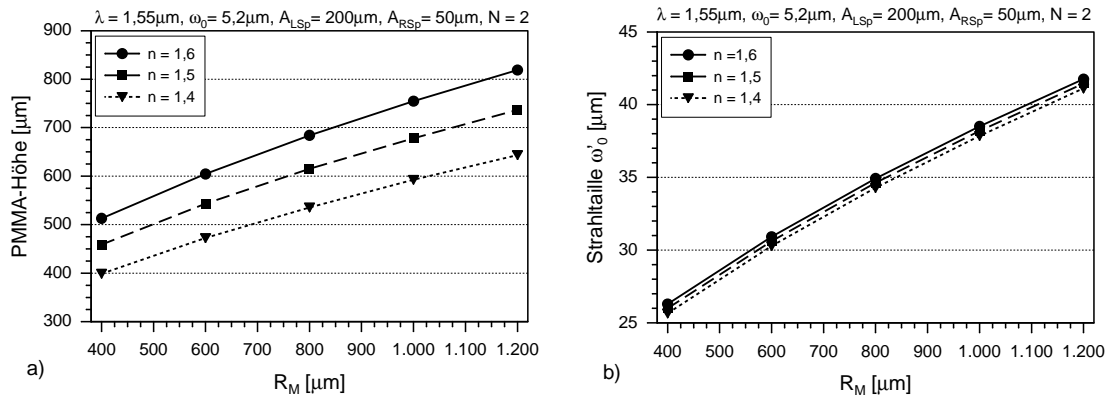 λ = 1,55µm, ω0= 5,2µm, ALSp = 200µm, ARSp = 50µm, N = 2
PMMA-Höhe [µm]
900
800
700
600
500
400
300
n = 1,6
n = 1,5
n = 1,4
400 500 600 700 800 900 1.000 1.100 1.200
a)
RM [µm]
λ = 1,55µm, ω0= 5,2µm, ALSp = 200µm, ARSp = 50µm, N = 2
Strahltaille ω'0 [µm]
45
40
35
30
25
n =1,6
n = 1,5
n = 1,4
400 500 600 700 800 900 1.000 1.100 1.200
b)
RM [µm]